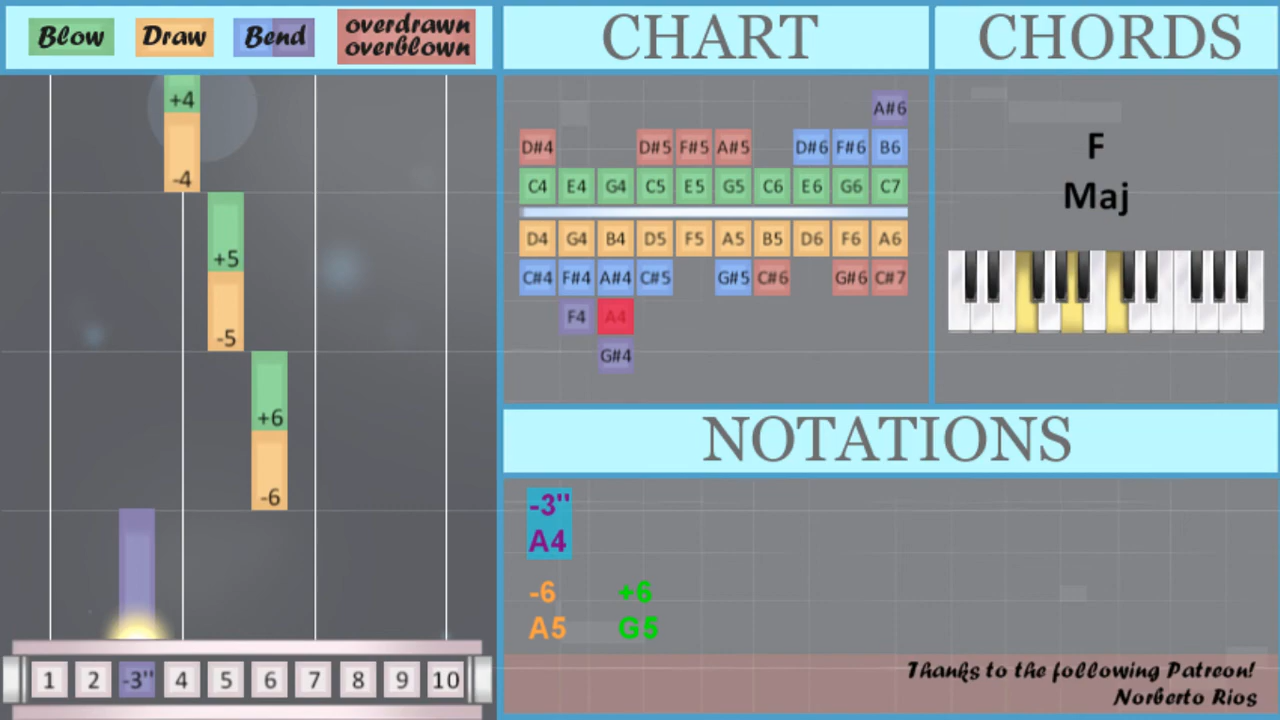 Blow Draw Bend overdrawn
overblown
CHART
CHORDS
+4
-4
+5
-5
+6
-6
1 2 -3" 4 5 6 7 8 9 10
A#6
D#4 D#5 F#5 A#5 D#6 F#6 B6
C4 E4 G4 C5 E5 G5 C6 E6 G6 C7
D4 G4 B4 D5 F5 A5 B5 D6 F6 A6
C#4 F#4 A#4 C#5 G#5 C#6 G#6 C#7
F4 A4
G#4
F
Maj
NOTATIONS
-3"
A4
-6 +6
A5 G5
Thanks to the following Patreon!
Norberto Rios